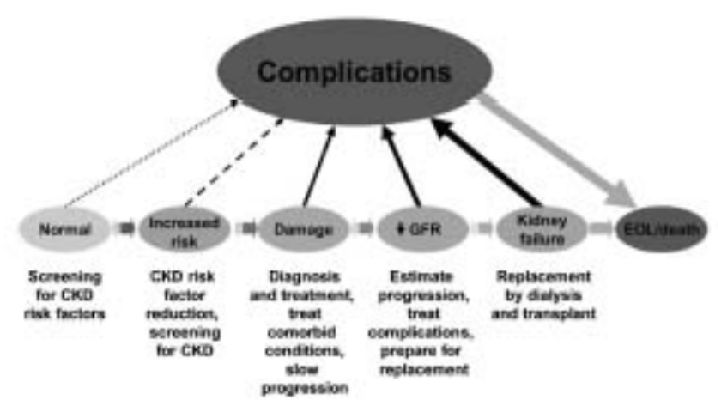 Complications
Normal
Increased
risk
Damage
GFR
Kidney
failure
EOL/death
Screening
for CKD
risk factors
CKD risk
factor
reduction,
screening
for CKD
Diagnosis
and treatment,
treat
comorbid
conditions,
slow
progression
Estimate
progression,
treat
complications,
prepare for
replacement
Replacement
by dialysis
and transplant